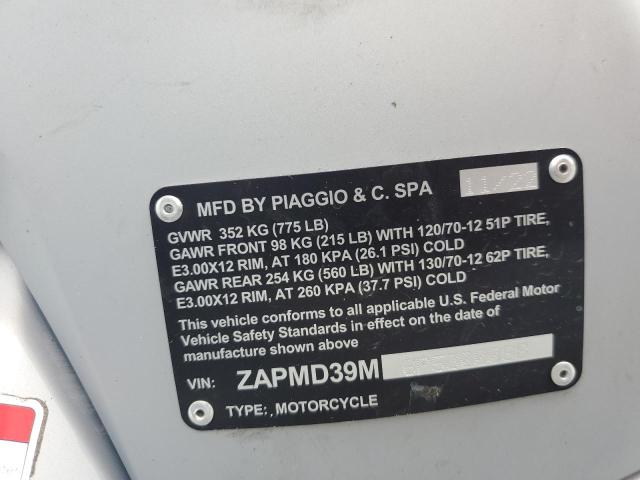 MFD BY PIAGGIO & C. SPA 11/22
GVWR 352 KG (775 LB)
GAWR FRONT 98 KG (215 LB) WITH 120/70-12 51P TIRE,
E3.00X12 RIM, AT 180 KPA (26.1 PSI) COLD
GAWR REAR 254 KG (560 LB) WITH 130/70-12 62P TIRE,
E3.00X12 RIM, AT 260 KPA (37.7 PSI) COLD
This vehicle conforms to all applicable U.S. Federal Motor
Vehicle Safety Standards in effect on the date of
manufacture shown above
VIN: ZAPMD39M
TYPE: MOTORCYCLE